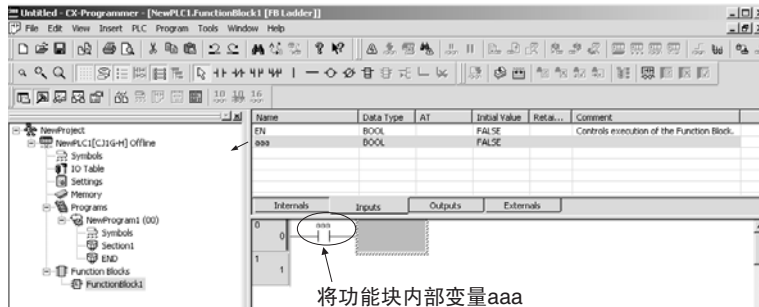 Untitled - CX-Programmer - [NewPLC1.FunctionBlock1 [FB Ladder]]
File Edit View Insert PLC Program Tools Window Help
10 16
Name Data Type AT Initial Value Retai... Comment
EN BOOL FALSE Controls execution of the Function Block.
aaa BOOL FALSE
NewProject
NewPLC1[CJ1G-H] Offline
Symbols
IO Table
Settings
Memory
Programs
NewProgram1 (00)
Symbols
Section1
END
Function Blocks
FunctionBlock1
Internals Inputs Outputs Externals
0
0
aaa
1
1
将功能块内部变量aaa